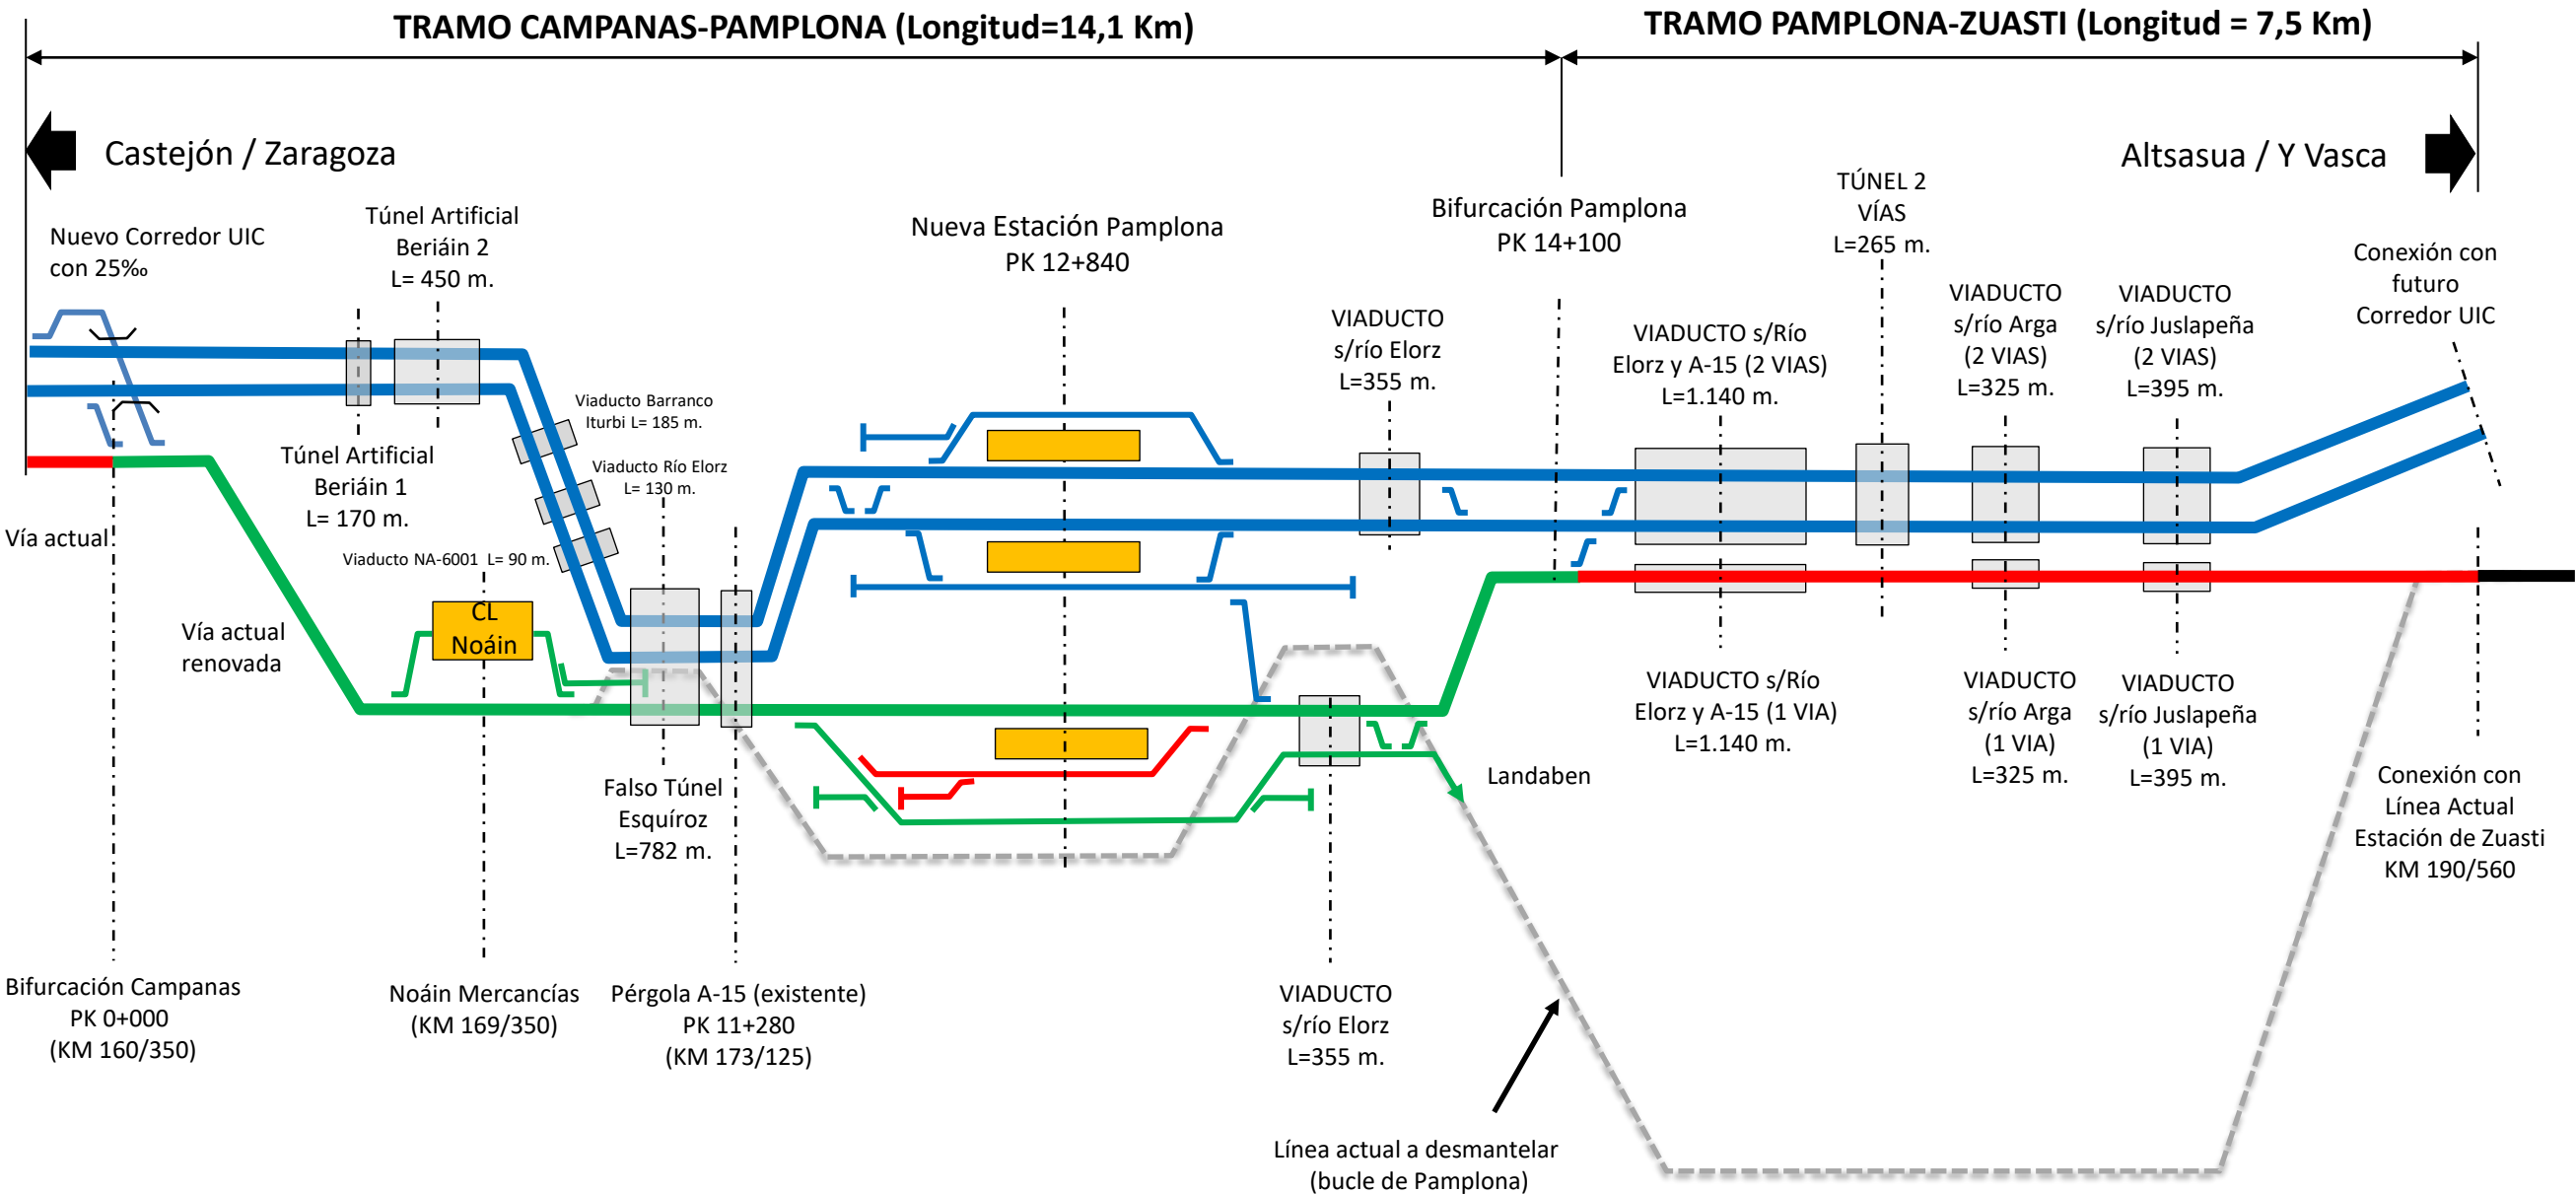 TRAMO CAMPANAS-PAMPLONA (Longitud=14,1 Km)
TRAMO PAMPLONA-ZUASTI (Longitud = 7,5 Km)
Castejón / Zaragoza
Altsasua / Y Vasca
Nuevo Corredor UIC
con 25‰
Túnel Artificial
Beriáin 2
L= 450 m.
Nueva Estación Pamplona
PK 12+840
Bifurcación Pamplona
PK 14+100
TÚNEL 2
VÍAS
L=265 m.
VIADUCTO
s/río Elorz
L=355 m.
VIADUCTO s/Río
Elorz y A-15 (2 VIAS)
L=1.140 m.
VIADUCTO
s/río Arga
(2 VIAS)
L=325 m.
VIADUCTO
s/río Juslapeña
(2 VIAS)
L=395 m.
Conexión con
futuro
Corredor UIC
Viaducto Barranco
Iturbi L= 185 m.
Túnel Artificial
Beriáin 1
L= 170 m.
Viaducto Río Elorz
L= 130 m.
Vía actual
Viaducto NA-6001 L= 90 m.
CL
Noáin
Vía actual
renovada
Falso Túnel
Esquíroz
L=782 m.
Landaben
VIADUCTO s/Río
Elorz y A-15 (1 VIA)
L=1.140 m.
VIADUCTO
s/río Arga
(1 VIA)
L=325 m.
VIADUCTO
s/río Juslapeña
(1 VIA)
L=395 m.
Conexión con
Línea Actual
Estación de Zuasti
KM 190/560
Bifurcación Campanas
PK 0+000
(KM 160/350)
Noáin Mercancías
(KM 169/350)
Pérgola A-15 (existente)
PK 11+280
(KM 173/125)
VIADUCTO
s/río Elorz
L=355 m.
Línea actual a desmantelar
(bucle de Pamplona)